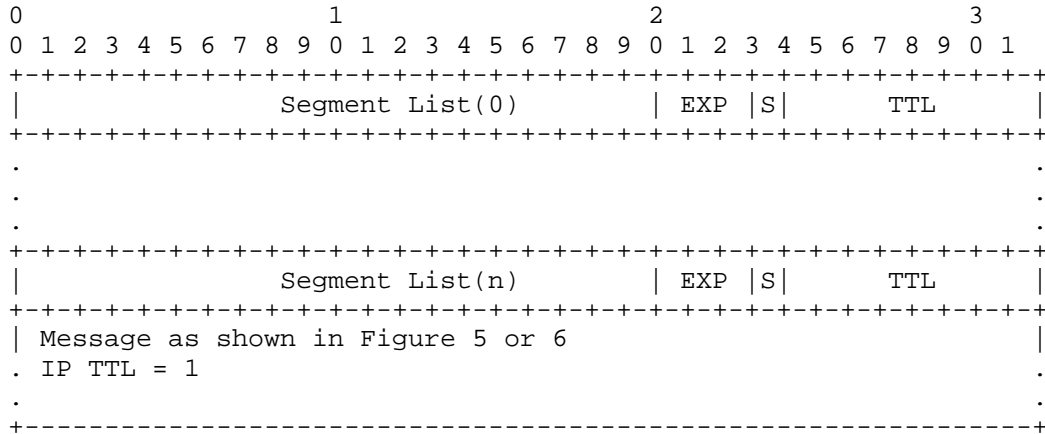 0                   1                   2                   3
0 1 2 3 4 5 6 7 8 9 0 1 2 3 4 5 6 7 8 9 0 1 2 3 4 5 6 7 8 9 0 1
+-+-+-+-+-+-+-+-+-+-+-+-+-+-+-+-+-+-+-+-+-+-+-+-+-+-+-+-+-+-+-+-+
|                Segment List(0)        | EXP |S|      TTL      |
+-+-+-+-+-+-+-+-+-+-+-+-+-+-+-+-+-+-+-+-+-+-+-+-+-+-+-+-+-+-+-+-+
.                                                               .
.                                                               .
.                                                               .
+-+-+-+-+-+-+-+-+-+-+-+-+-+-+-+-+-+-+-+-+-+-+-+-+-+-+-+-+-+-+-+-+
|                Segment List(n)        | EXP |S|      TTL      |
+-+-+-+-+-+-+-+-+-+-+-+-+-+-+-+-+-+-+-+-+-+-+-+-+-+-+-+-+-+-+-+-+
| Message as shown in Figure 5 or 6                             |
. IP TTL = 1                                                    .
.                                                               .
+---------------------------------------------------------------+